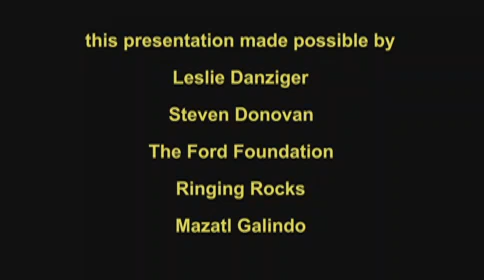 this presentation made possible by
Leslie Danziger
Steven Donovan
The Ford Foundation
Ringing Rocks
Mazatl Galindo